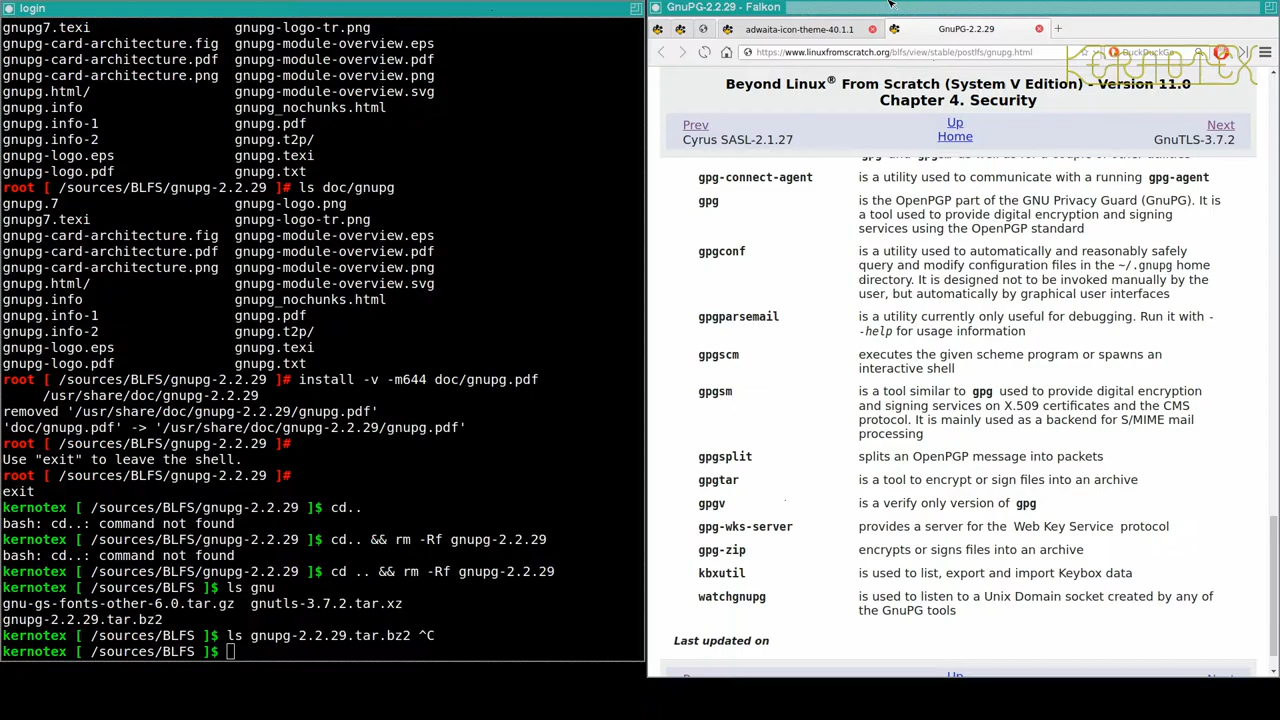 login
gnupg7.texi gnupg-logo-tr.png
gnupg-card-architecture.fig gnupg-module-overview.eps
gnupg-card-architecture.pdf gnupg-module-overview.pdf
gnupg-card-architecture.png gnupg-module-overview.png
gnupg.html/ gnupg-module-overview.svg
gnupg.info gnupg_nochunks.html
gnupg.info-1 gnupg.pdf
gnupg.info-2 gnupg.t2p/
gnupg-logo.eps gnupg.texi
gnupg-logo.pdf gnupg.txt
root [ /sources/BLFS/gnupg-2.2.29 ]# ls doc/gnupg
gnupg.7 gnupg-logo.png
gnupg7.texi gnupg-logo-tr.png
gnupg-card-architecture.fig gnupg-module-overview.eps
gnupg-card-architecture.pdf gnupg-module-overview.pdf
gnupg-card-architecture.png gnupg-module-overview.png
gnupg.html/ gnupg-module-overview.svg
gnupg.info gnupg_nochunks.html
gnupg.info-1 gnupg.pdf
gnupg.info-2 gnupg.t2p/
gnupg-logo.eps gnupg.texi
gnupg-logo.pdf gnupg.txt
root [ /sources/BLFS/gnupg-2.2.29 ]# install -v -m644 doc/gnupg.pdf
/usr/share/doc/gnupg-2.2.29
removed '/usr/share/doc/gnupg-2.2.29/gnupg.pdf'
'doc/gnupg.pdf' -> '/usr/share/doc/gnupg-2.2.29/gnupg.pdf'
root [ /sources/BLFS/gnupg-2.2.29 ]#
Use "exit" to leave the shell.
root [ /sources/BLFS/gnupg-2.2.29 ]#
exit
kernotex [ /sources/BLFS/gnupg-2.2.29 ]$ cd..
bash: cd..: command not found
kernotex [ /sources/BLFS/gnupg-2.2.29 ]$ cd.. && rm -Rf gnupg-2.2.29
bash: cd..: command not found
kernotex [ /sources/BLFS/gnupg-2.2.29 ]$ cd .. && rm -Rf gnupg-2.2.29
kernotex [ /sources/BLFS ]$ ls gnu
gnu-gs-fonts-other-6.0.tar.gz gnutls-3.7.2.tar.xz
gnupg-2.2.29.tar.bz2
kernotex [ /sources/BLFS ]$ ls gnupg-2.2.29.tar.bz2 ^C
kernotex [ /sources/BLFS ]$
GnuPG-2.2.29 - Falkon
adwaita-icon-theme-40.1.1 GnuPG-2.2.29
https://www.linuxfromscratch.org/blfs/view/stable/postlfs/gnupg.html DuckDuckGo
KERNOTEX
Beyond Linux® From Scratch (System V Edition) - Version 11.0
Chapter 4. Security
Prev Up Next
Cyrus SASL-2.1.27 Home GnuTLS-3.7.2
gpg and gpgsm as well as for a couple of other utilities
gpg-connect-agent is a utility used to communicate with a running gpg-agent
gpg is the OpenPGP part of the GNU Privacy Guard (GnuPG). It is
a tool used to provide digital encryption and signing
services using the OpenPGP standard
gpgconf is a utility used to automatically and reasonably safely
query and modify configuration files in the ~/.gnupg home
directory. It is designed not to be invoked manually by the
user, but automatically by graphical user interfaces
gpgparsemail is a utility currently only useful for debugging. Run it with -
-help for usage information
gpgscm executes the given scheme program or spawns an
interactive shell
gpgsm is a tool similar to gpg used to provide digital encryption
and signing services on X.509 certificates and the CMS
protocol. It is mainly used as a backend for S/MIME mail
processing
gpgsplit splits an OpenPGP message into packets
gpgtar is a tool to encrypt or sign files into an archive
gpgv is a verify only version of gpg
gpg-wks-server provides a server for the Web Key Service protocol
gpg-zip encrypts or signs files into an archive
kbxutil is used to list, export and import Keybox data
watchgnupg is used to listen to a Unix Domain socket created by any of
the GnuPG tools
Last updated on
Up